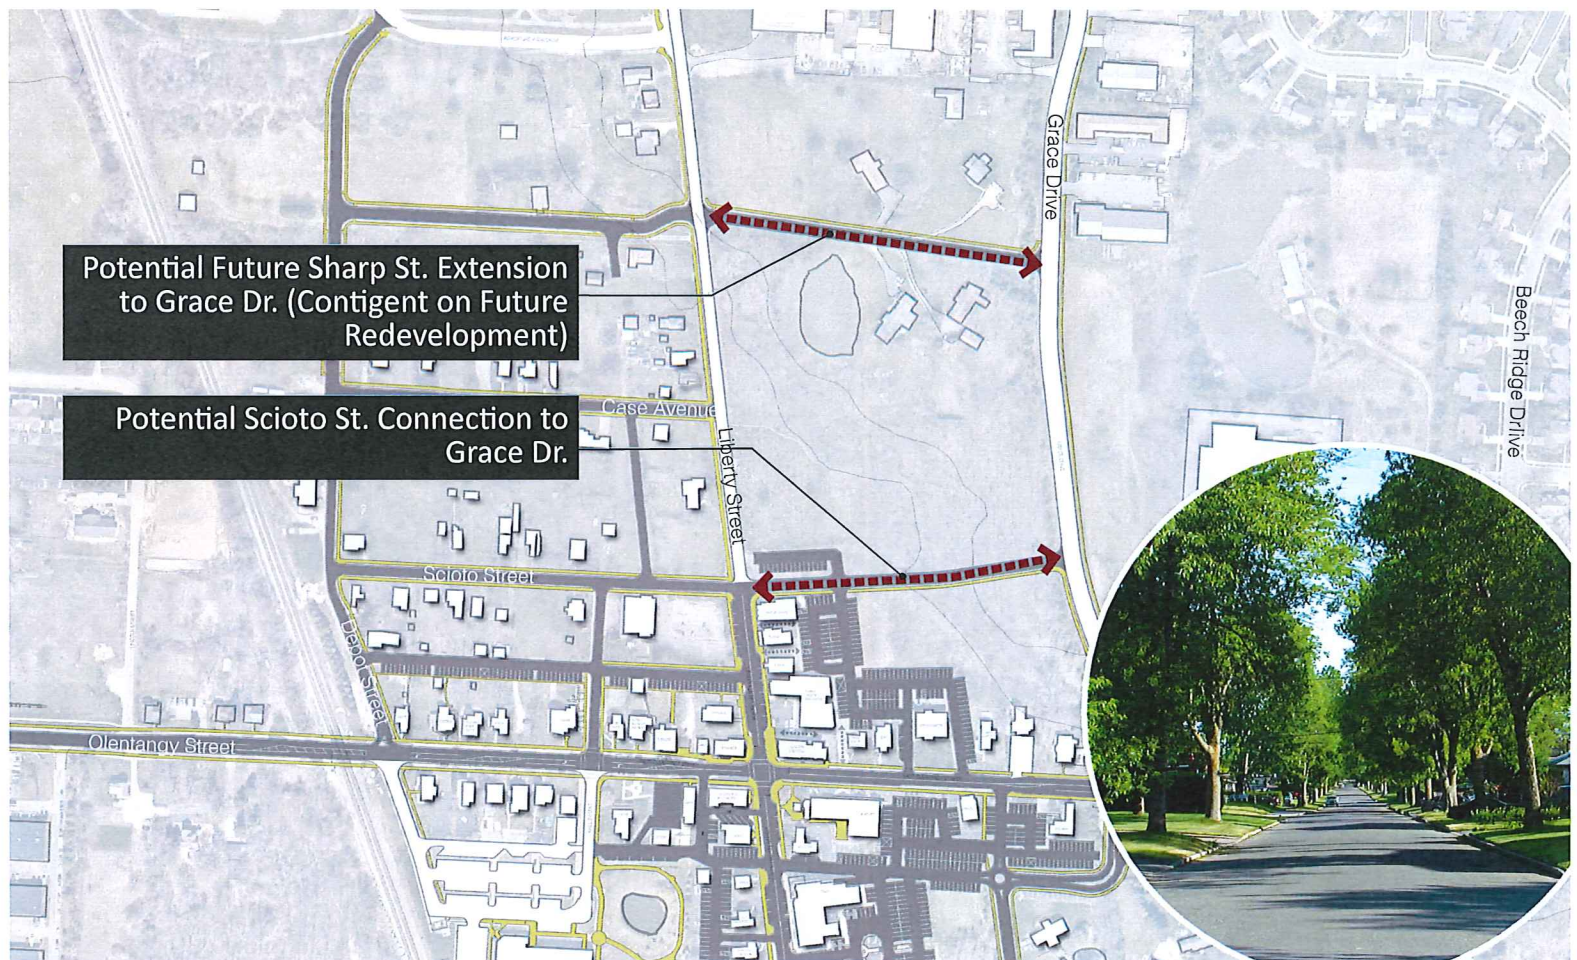 Potential Future Sharp St. Extension
to Grace Dr. (Contigent on Future
Redevelopment)
Potential Scioto St. Connection to
Grace Dr.
Grace Drive
Beech Ridge Drlive
Case Avenue
Liberty Street
Scioto Street
Depot Street
Olentangy Street